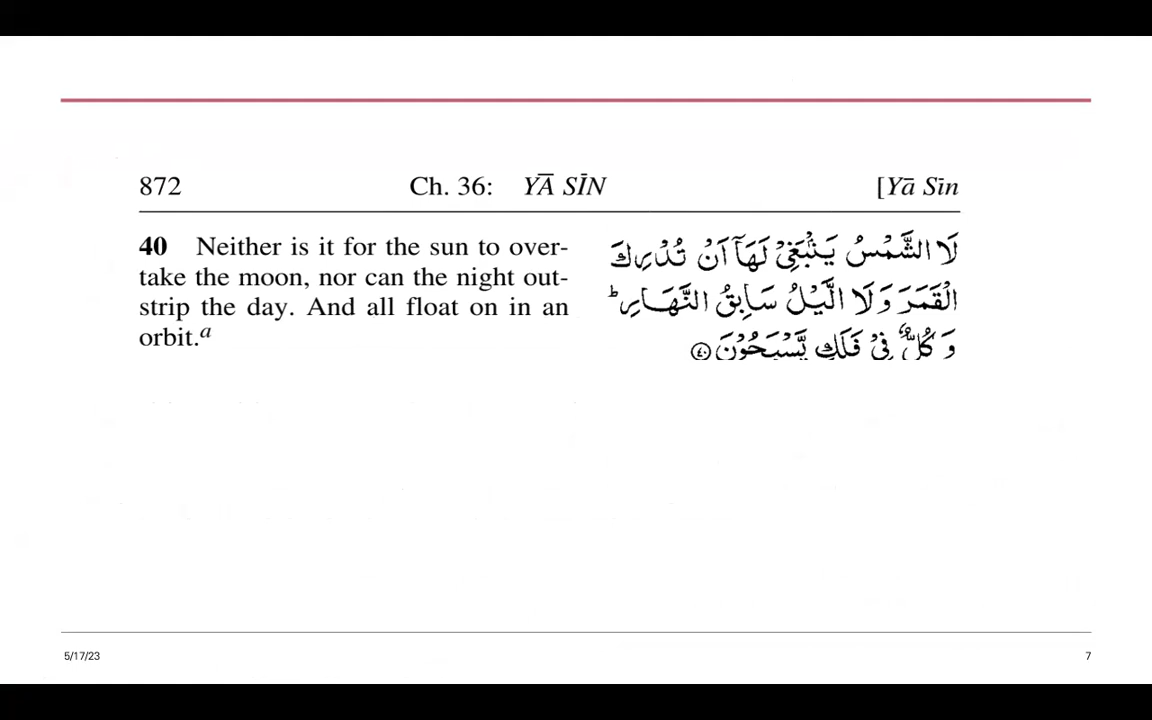 872 Ch. 36: YĀ SĪN [Yā Sīn
40 Neither is it for the sun to over-
take the moon, nor can the night out-
strip the day. And all float on in an
orbit.a
لَا الشَّمْسُ يَنْۢبَغِيْ لَهَاۤ اَنْ تُدْرِكَ
الْقَمَرَ وَلَا الَّيْلُ سَابِقُ النَّهَارِ ؕ
وَ كُلٌّ فِيْ فَلَكٍ يَّسْبَحُوْنَ ۝۴۰
5/17/23
7